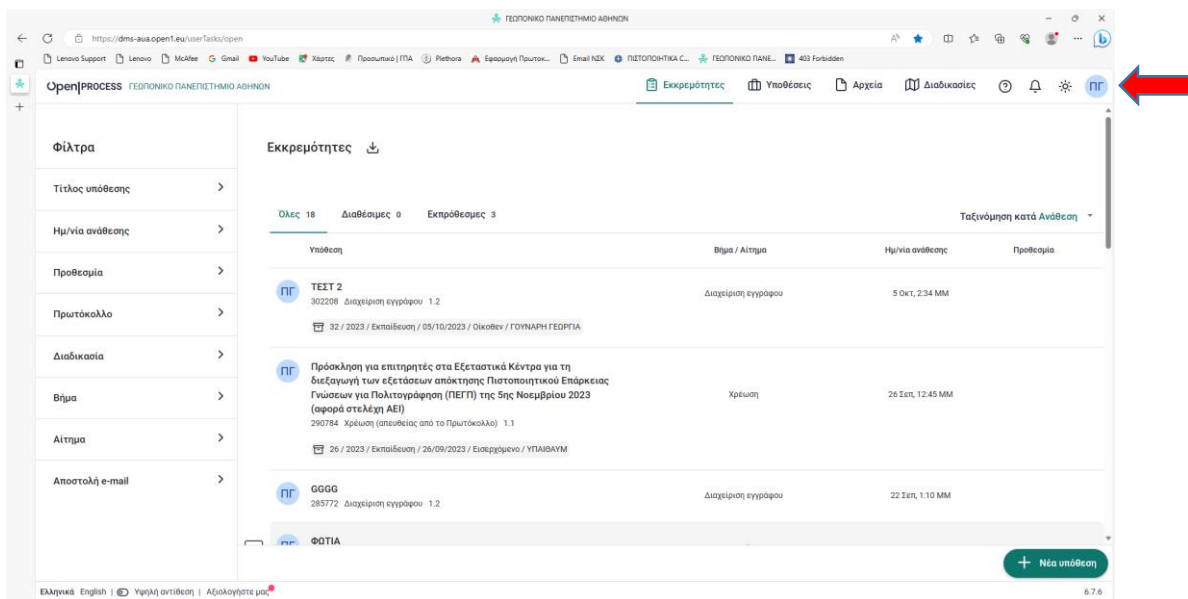 ΓΕΩΠΟΝΙΚΟ ΠΑΝΕΠΙΣΤΗΜΙΟ ΑΘΗΝΩΝ
https://dms-aua.open1.eu/userTasks/open
Lenovo Support Lenovo McAfee Gmail YouTube Χάρτες Προσωπικό | ΠΔΑ Plethora Εφαρμογή Πρωτοκ... Email ΝΣΚ ΠΙΣΤΟΠΟΙΗΤΙΚΑ C... ΓΕΩΠΟΝΙΚΟ ΠΑΝΕ... 403 Forbidden
Open|PROCESS ΓΕΩΠΟΝΙΚΟ ΠΑΝΕΠΙΣΤΗΜΙΟ ΑΘΗΝΩΝ Εκκρεμότητες Υποθέσεις Αρχεία Διαδικασίες ΠΓ
Φίλτρα
Τίτλος υπόθεσης
Ημ/νία ανάθεσης
Προθεσμία
Πρωτόκολλο
Διαδικασία
Βήμα
Αίτημα
Αποστολή e-mail
Εκκρεμότητες
Όλες 18 Διαθέσιμες 0 Εκπρόθεσμες 3 Ταξινόμηση κατά Ανάθεση
Υπόθεση Βήμα / Αίτημα Ημ/νία ανάθεσης Προθεσμία
ΠΓ ΤΕΣΤ 2
302208 Διαχείριση εγγράφου 1.2 Διαχείριση εγγράφου 5 Οκτ, 2:34 ΜΜ
32 / 2023 / Εκπαίδευση / 05/10/2023 / Οίκοθεν / ΓΟΥΝΑΡΗ ΓΕΩΡΓΙΑ
ΠΓ Πρόσκληση για επιτηρητές στα Εξεταστικά Κέντρα για τη
διεξαγωγή των εξετάσεων απόκτησης Πιστοποιητικού Επάρκειας
Γνώσεων για Πολιτογράφηση (ΠΕΓΠ) της 5ης Νοεμβρίου 2023 Χρέωση 26 Σεπ, 12:45 ΜΜ
(αφορά στελέχη ΑΕΙ)
290784 Χρέωση (απευθείας από το Πρωτόκολλο) 1.1
26 / 2023 / Εκπαίδευση / 26/09/2023 / Εισερχόμενο / ΥΠΑΙΘΑΥΜ
ΠΓ GGGG
285772 Διαχείριση εγγράφου 1.2 Διαχείριση εγγράφου 22 Σεπ, 1:10 ΜΜ
ΠΓ ΦΩΤΙΑ
Νέα υπόθεση
Ελληνικά English | Υψηλή αντίθεση | Αξιολογήστε μας 6.7.6